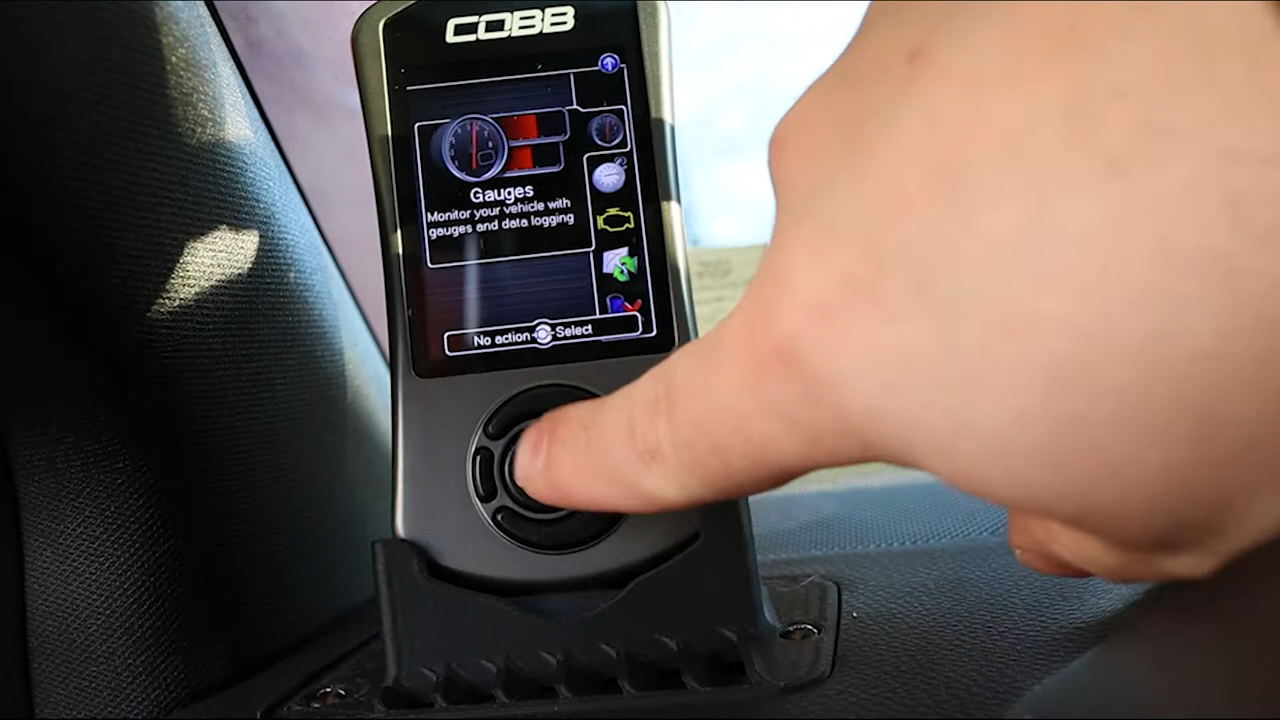 COBB
Gauges
Monitor your vehicle with
gauges and data logging
No action Select